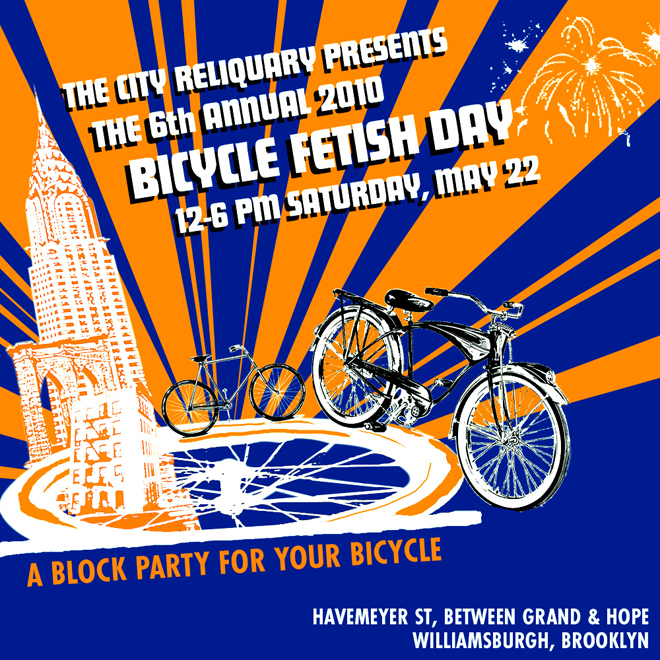 THE CITY RELIQUARY PRESENTS
THE 6th ANNUAL 2010
BICYCLE FETISH DAY
12-6 PM SATURDAY, MAY 22
A BLOCK PARTY FOR YOUR BICYCLE
HAVEMEYER ST, BETWEEN GRAND & HOPE
WILLIAMSBURGH, BROOKLYN